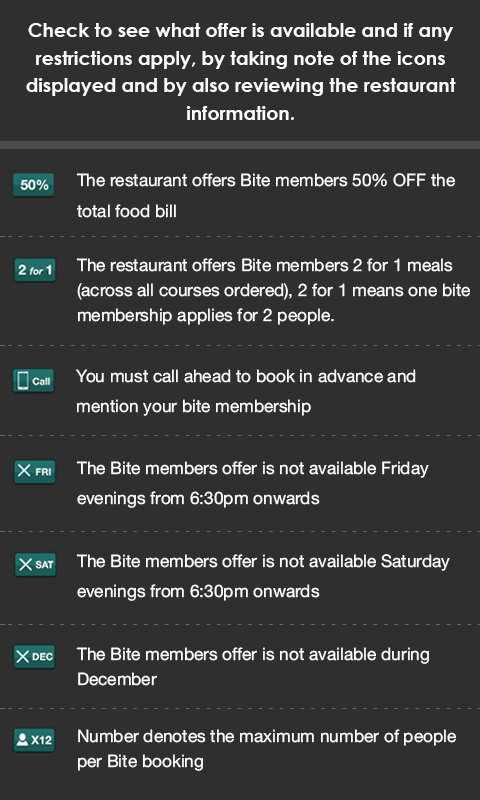 Check to see what offer is available and if any
restrictions apply, by taking note of the icons
displayed and by also reviewing the restaurant
information.
50%
The restaurant offers Bite members 50% OFF the
total food bill
2 for 1
The restaurant offers Bite members 2 for 1 meals
(across all courses ordered), 2 for 1 means one bite
membership applies for 2 people.
Call
You must call ahead to book in advance and
mention your bite membership
X FRI
The Bite members offer is not available Friday
evenings from 6:30pm onwards
X SAT
The Bite members offer is not available Saturday
evenings from 6:30pm onwards
X DEC
The Bite members offer is not available during
December
X12
Number denotes the maximum number of people
per Bite booking